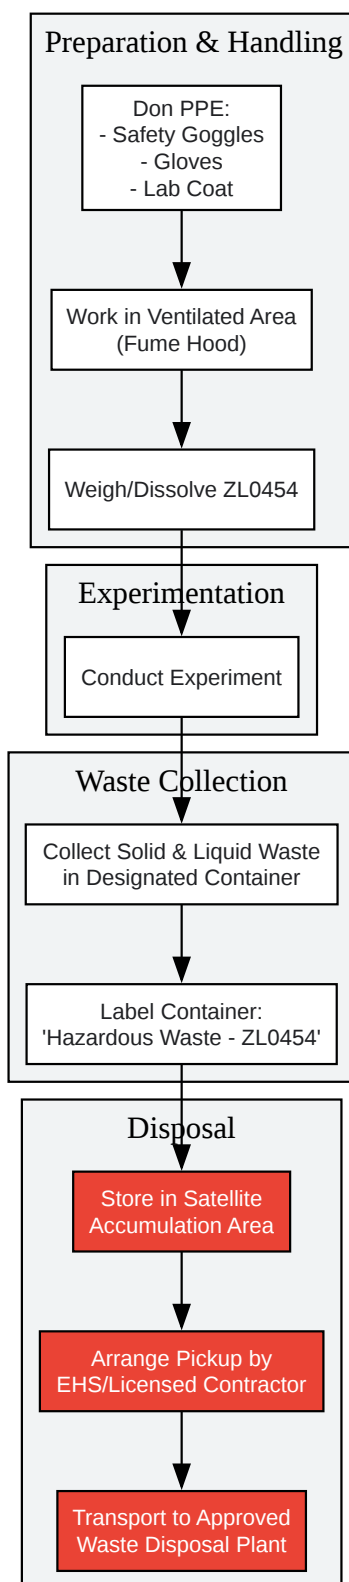 Preparation & Handling
Don PPE:
- Safety Goggles
- Gloves
- Lab Coat
Work in Ventilated Area
(Fume Hood)
Weigh/Dissolve ZL0454
Experimentation
Conduct Experiment
Waste Collection
Collect Solid & Liquid Waste
in Designated Container
Label Container:
'Hazardous Waste - ZL0454'
Disposal
Store in Satellite
Accumulation Area
Arrange Pickup by
EHS/Licensed Contractor
Transport to Approved
Waste Disposal Plant